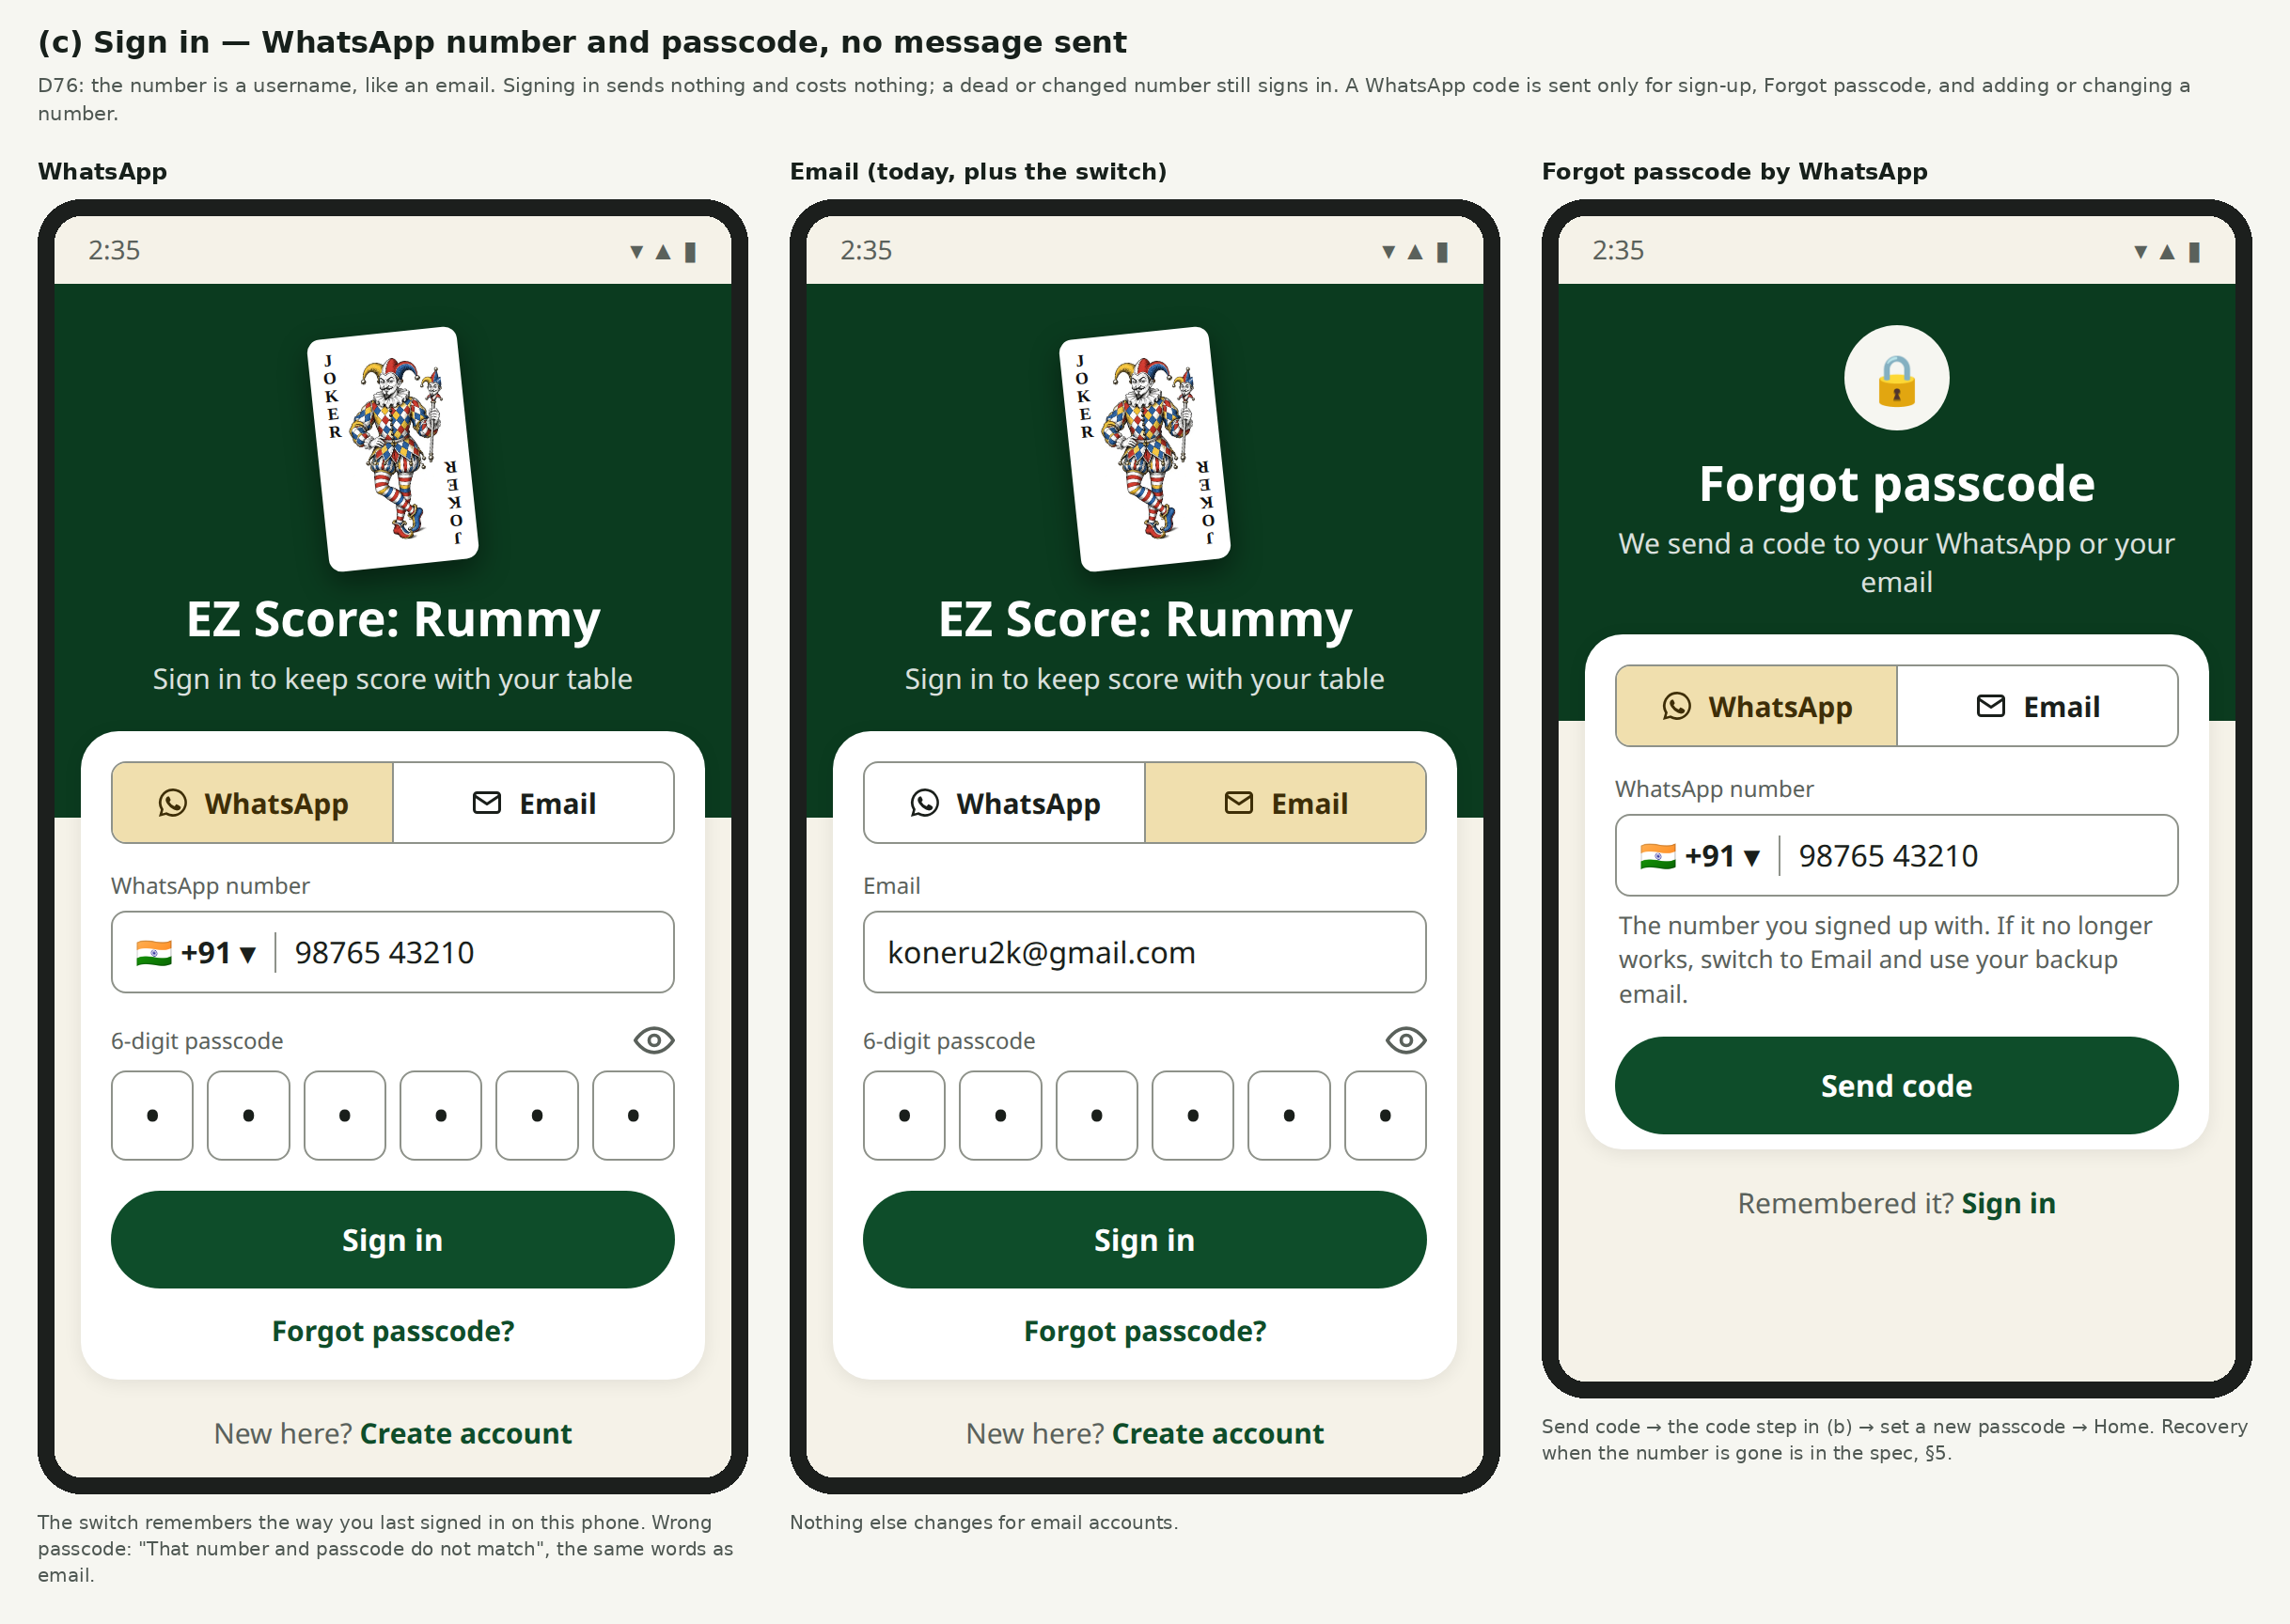 (c) Sign in — WhatsApp number and passcode, no message sent
D76: the number is a username, like an email. Signing in sends nothing and costs nothing; a dead or changed number still signs in. A WhatsApp code is sent only for sign-up, Forgot passcode, and adding or changing a
number.
WhatsApp
2:35
JOKER
JOKER
EZ Score: Rummy
Sign in to keep score with your table
WhatsApp
Email
WhatsApp number
+91 ▾ 98765 43210
6-digit passcode
Sign in
Forgot passcode?
New here? Create account
The switch remembers the way you last signed in on this phone. Wrong
passcode: "That number and passcode do not match", the same words as
email.
Email (today, plus the switch)
2:35
JOKER
JOKER
EZ Score: Rummy
Sign in to keep score with your table
WhatsApp
Email
Email
koneru2k@gmail.com
6-digit passcode
Sign in
Forgot passcode?
New here? Create account
Nothing else changes for email accounts.
Forgot passcode by WhatsApp
2:35
Forgot passcode
We send a code to your WhatsApp or your
email
WhatsApp
Email
WhatsApp number
+91 ▾ 98765 43210
The number you signed up with. If it no longer
works, switch to Email and use your backup
email.
Send code
Remembered it? Sign in
Send code → the code step in (b) → set a new passcode → Home. Recovery
when the number is gone is in the spec, §5.